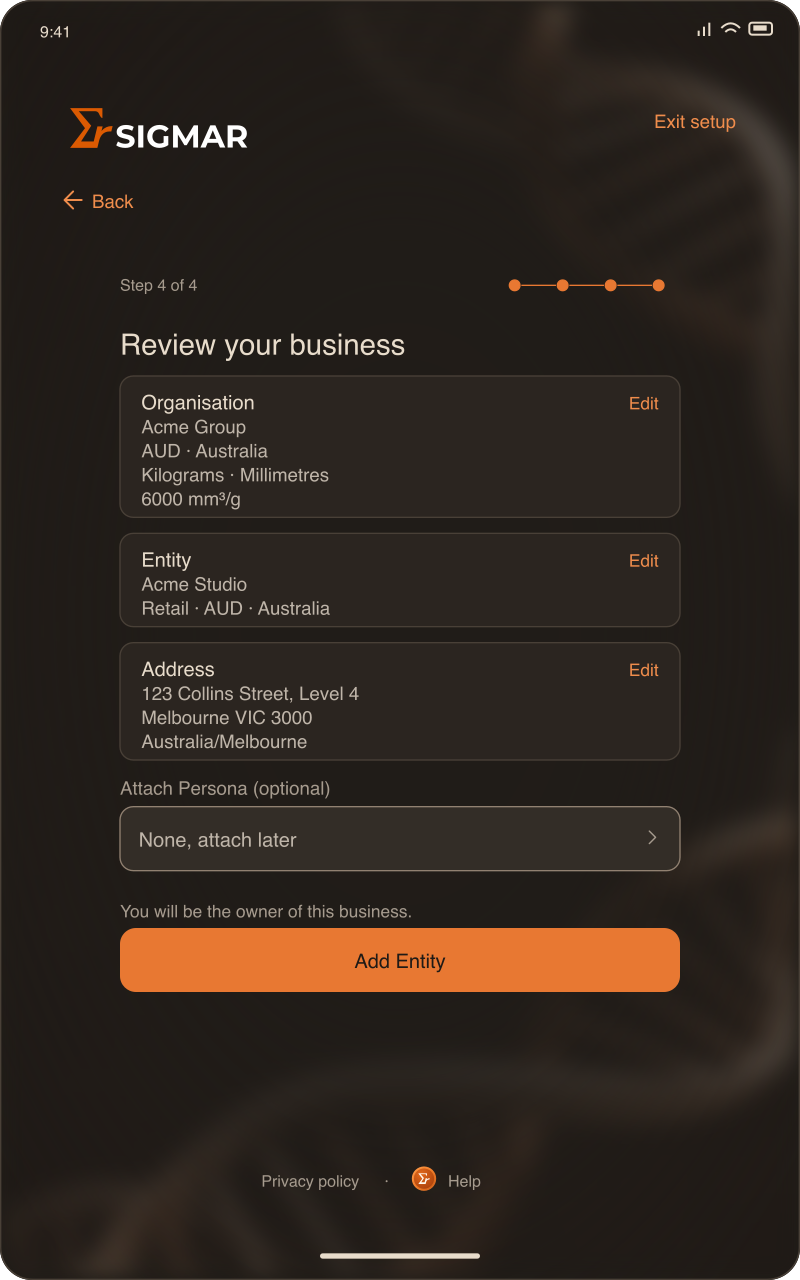 9:41
Σr SIGMAR
Exit setup
Back
Step 4 of 4
Review your business
Organisation
Edit
Acme Group
AUD · Australia
Kilograms · Millimetres
6000 mm³/g
Entity
Edit
Acme Studio
Retail · AUD · Australia
Address
Edit
123 Collins Street, Level 4
Melbourne VIC 3000
Australia/Melbourne
Attach Persona (optional)
None, attach later
You will be the owner of this business.
Add Entity
Privacy policy · Σr Help